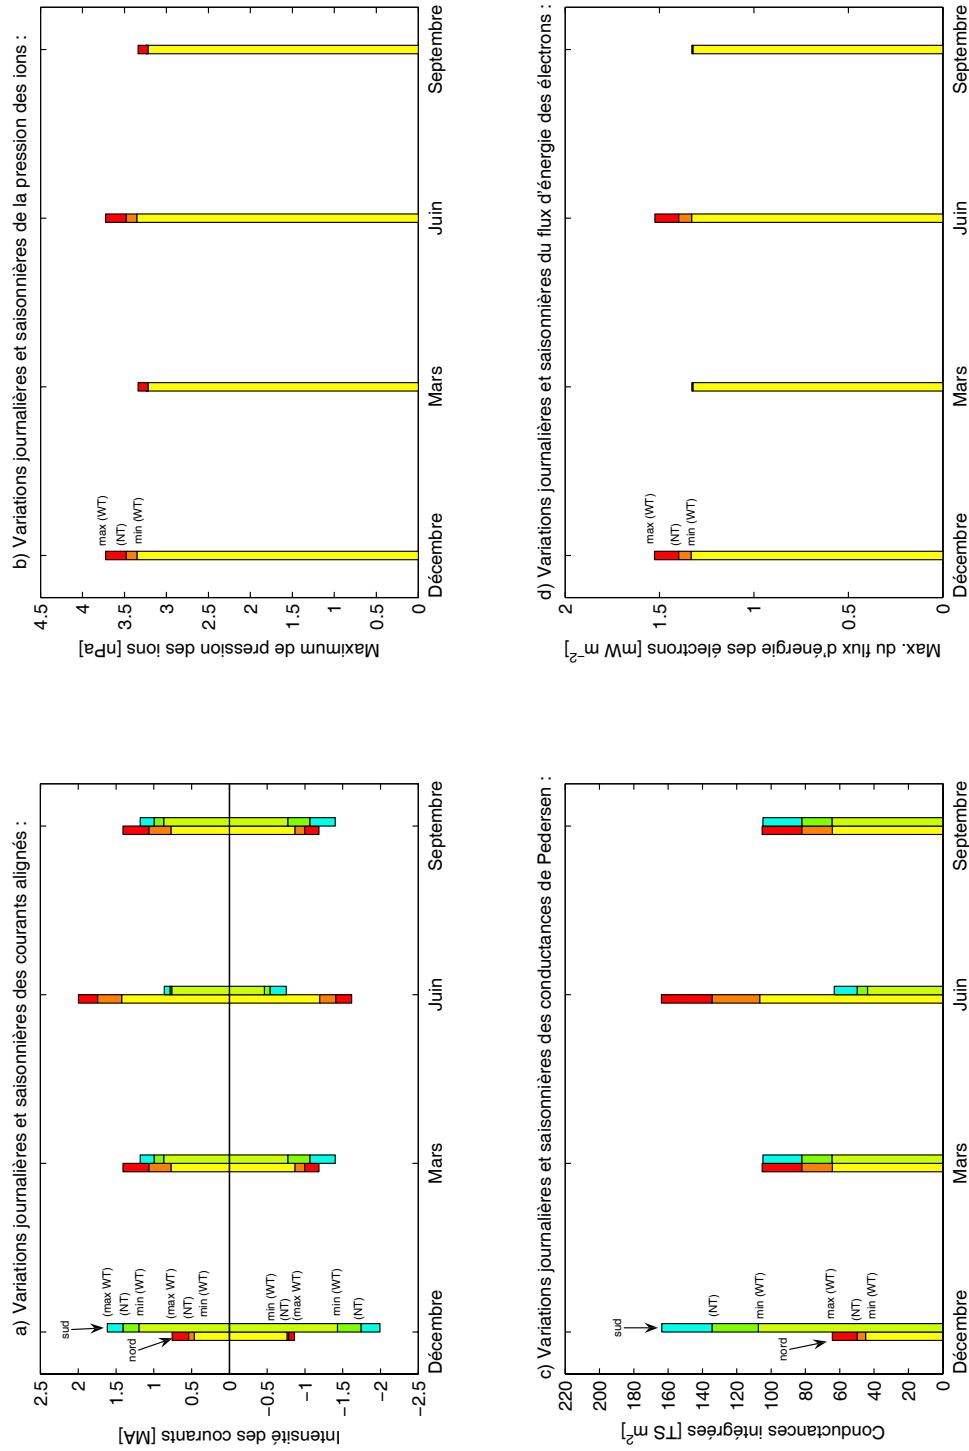 a) Variations journalières et saisonnières des courants alignés :
2.5
2
1.5
1
0.5
0
−0.5
−1
−1.5
−2
−2.5
Intensité des courants [MA]
sud
(max WT)
(NT)
min (WT)
nord
(max WT)
(NT)
min (WT)
min (WT)
(NT)
(max WT)
min (WT)
(NT)
Décembre
Mars
Juin
Septembre
b) Variations journalières et saisonnières de la pression des ions :
4.5
4
3.5
3
2.5
2
1.5
1
0.5
0
Maximum de pression des ions [nPa]
max (WT)
(NT)
min (WT)
Décembre
Mars
Juin
Septembre
c) Variations journalières et saisonnières des conductances de Pedersen :
220
200
180
160
140
120
100
80
60
40
20
0
Conductances intégrées [TS m²]
sud
(NT)
min (WT)
nord
max (WT)
(NT)
min (WT)
Décembre
Mars
Juin
Septembre
d) Variations journalières et saisonnières du flux d'énergie des électrons :
2
1.5
1
0.5
0
Max. du flux d'énergie des électrons [mW m⁻²]
max (WT)
(NT)
min (WT)
Décembre
Mars
Juin
Septembre